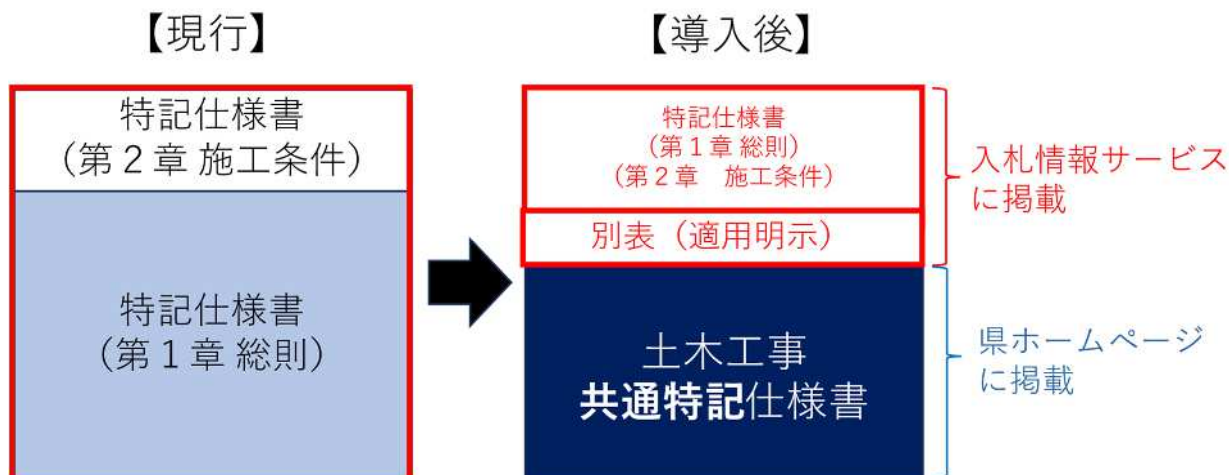 【現行】
特記仕様書
(第2章 施工条件)
特記仕様書
(第1章 総則)
【導入後】
特記仕様書
(第1章 総則)
(第2章　施工条件)
別表（適用明示）
土木工事
共通特記仕様書
入札情報サービス
に掲載
県ホームページ
に掲載